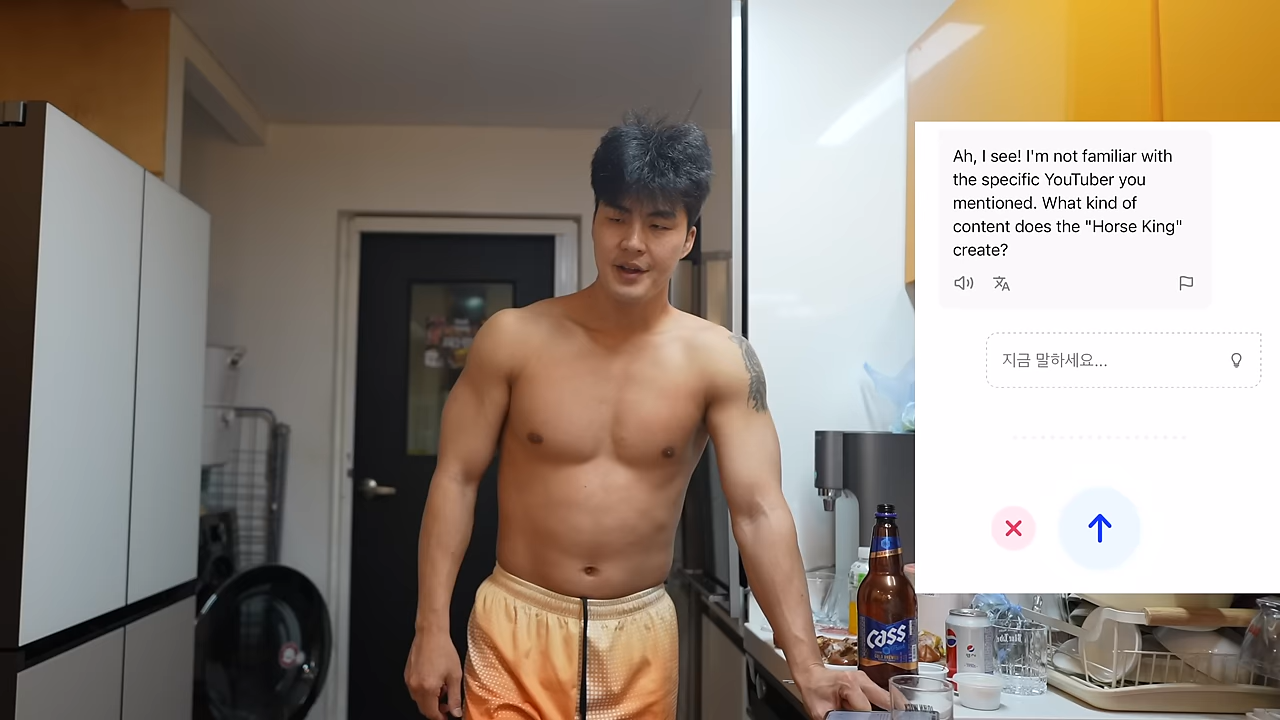 Ah, I see! I'm not familiar with
the specific YouTuber you
mentioned. What kind of
content does the "Horse King"
create?
지금 말하세요...
cass
pepsi